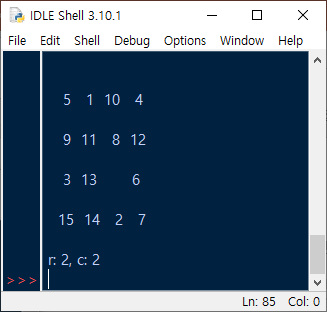 IDLE Shell 3.10.1
File Edit Shell Debug Options Window Help
5 1 10 4
9 11 8 12
3 13 6
15 14 2 7
r: 2, c: 2
>>>
Ln: 85 Col: 0